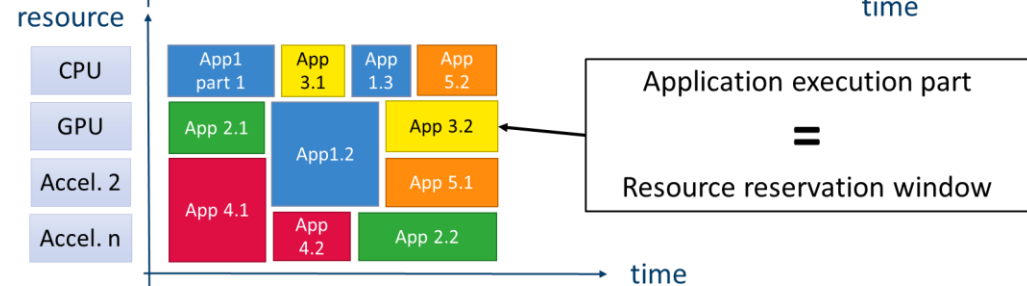 time
resource
CPU
App1
part 1
App
3.1
App
1.3
App
5.2
Application execution part
=
Resource reservation window
GPU
App 2.1
App1.2
App 3.2
Accel. 2
App 4.1
App 5.1
Accel. n
App
4.2
App 2.2
time